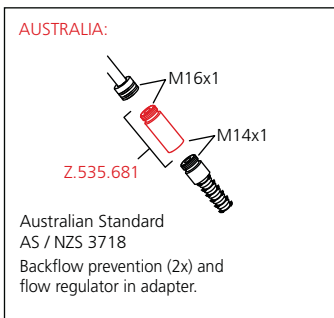 AUSTRALIA:
M16x1
M14x1
Z.535.681
Australian Standard
AS / NZS 3718
Backflow prevention (2x) and
flow regulator in adapter.